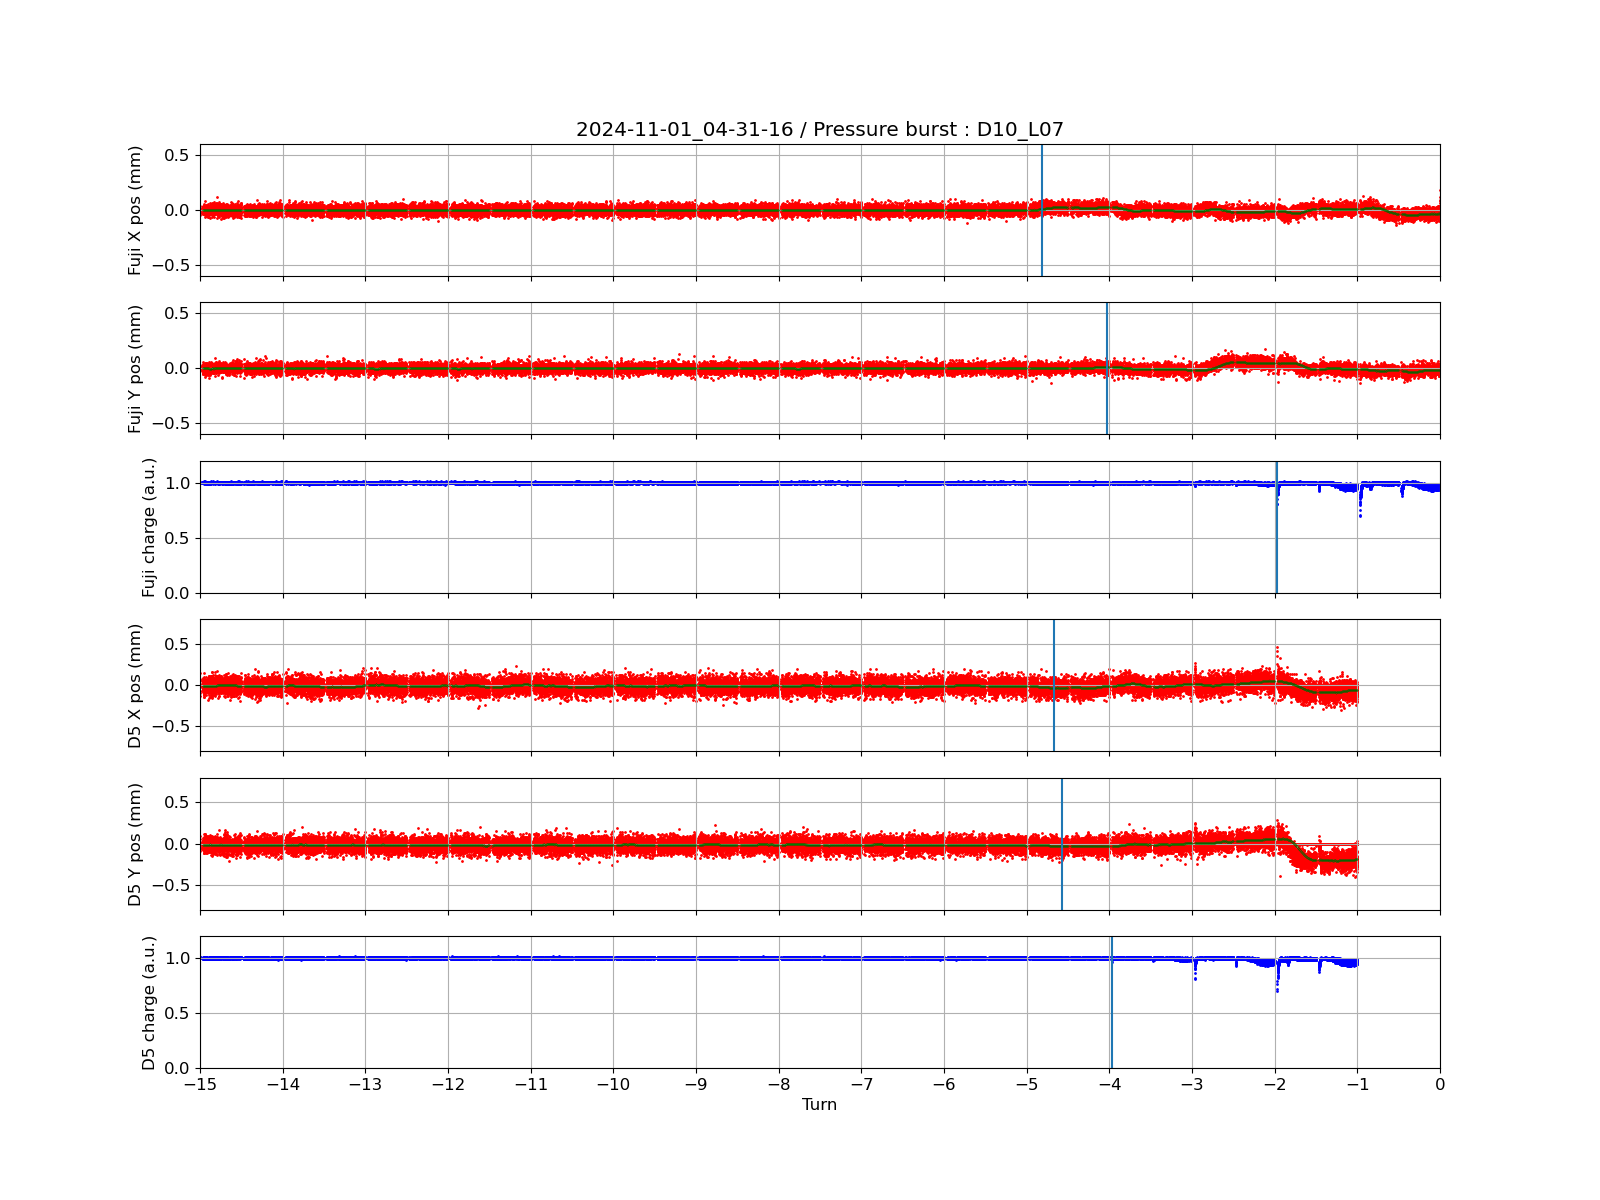 2024-11-01_04-31-16 / Pressure burst : D10_L07
Fuji X pos (mm)
0.5
0.0
−0.5
Fuji Y pos (mm)
0.5
0.0
−0.5
Fuji charge (a.u.)
1.0
0.5
0.0
D5 X pos (mm)
0.5
0.0
−0.5
D5 Y pos (mm)
0.5
0.0
−0.5
D5 charge (a.u.)
1.0
0.5
0.0
−15 −14 −13 −12 −11 −10 −9 −8 −7 −6 −5 −4 −3 −2 −1 0
Turn